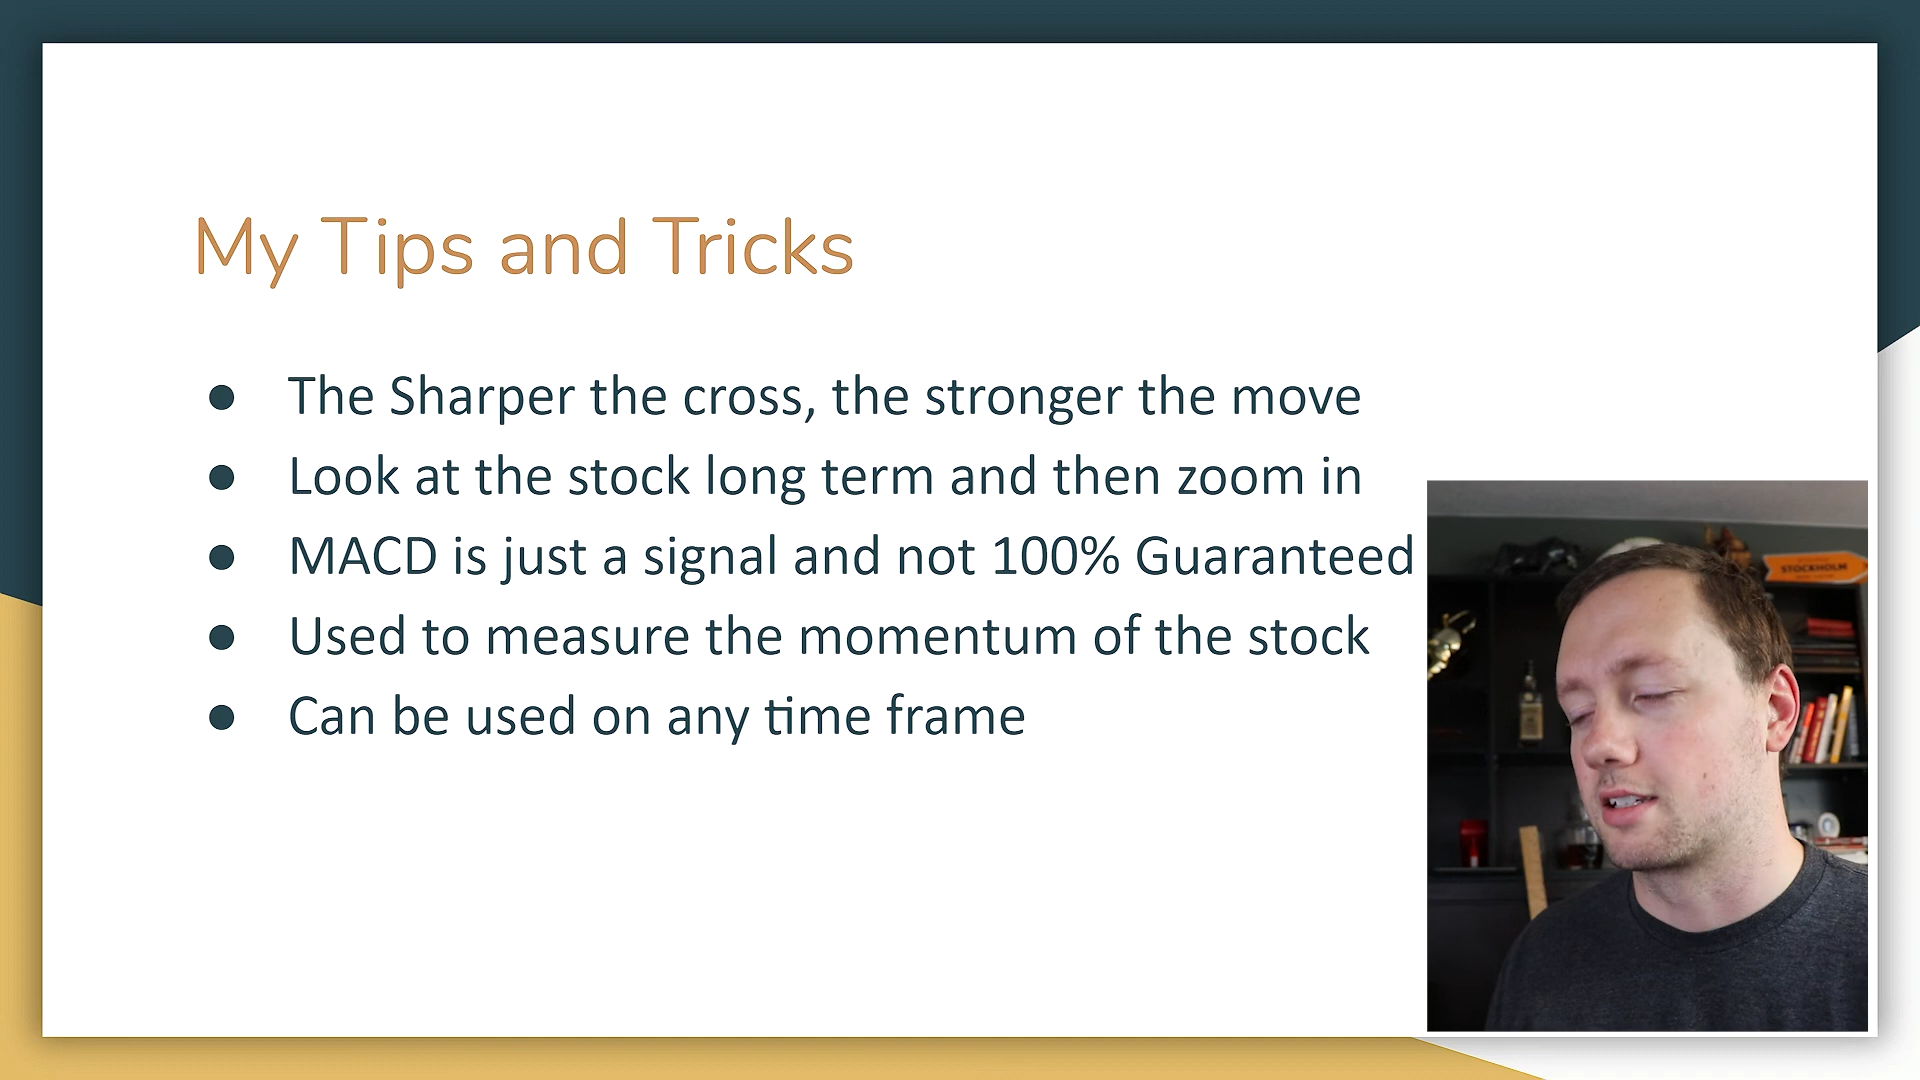 My Tips and Tricks
● The Sharper the cross, the stronger the move
● Look at the stock long term and then zoom in
● MACD is just a signal and not 100% Guaranteed
● Used to measure the momentum of the stock
● Can be used on any time frame
STOCKHOLM